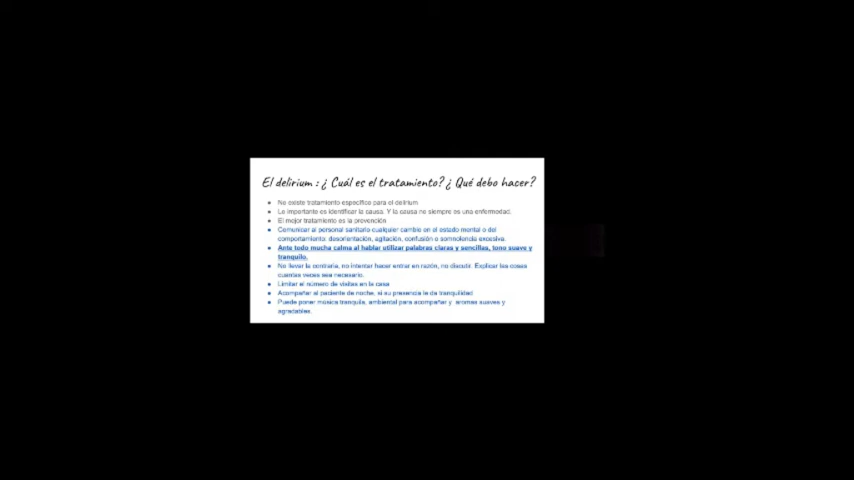 El delirium : ¿ Cuál es el tratamiento? ¿ Qué debo hacer?
No existe tratamiento específico para el delirium
Lo importante es identificar la causa. Y la causa no siempre es una enfermedad.
El mejor tratamiento es la prevención
Comunicar al personal sanitario cualquier cambio en el estado mental o del
comportamiento: desorientación, agitación, confusión o somnolencia excesiva.
Ante todo mucha calma al hablar utilizar palabras claras y sencillas, tono suave y
tranquilo.
No llevar la contraria, no intentar hacer entrar en razón, no discutir. Explicar las cosas
cuantas veces sea necesario.
Limitar el número de visitas en la casa
Acompañar al paciente de noche, si su presencia le da tranquilidad
Puede poner música tranquila, ambiental para acompañar y aromas suaves y
agradables.